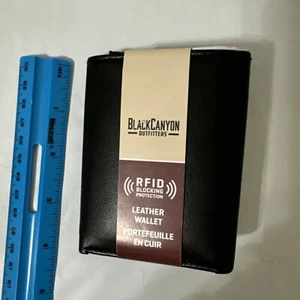 BLACKCANYON
OUTFITTERS
RFID
BLOCKING
PROTECTION
LEATHER
WALLET
PORTEFEUILLE
EN CUIR